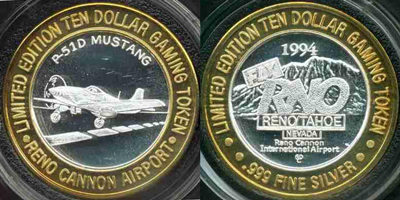 LIMITED EDITION TEN DOLLAR GAMING TOKEN
P-51D MUSTANG
• RENO CANNON AIRPORT •
LIMITED EDITION TEN DOLLAR GAMING TOKEN
1994
FLY
RNO
RENO/TAHOE
NEVADA
Reno Cannon
International Airport
• .999 FINE SILVER •